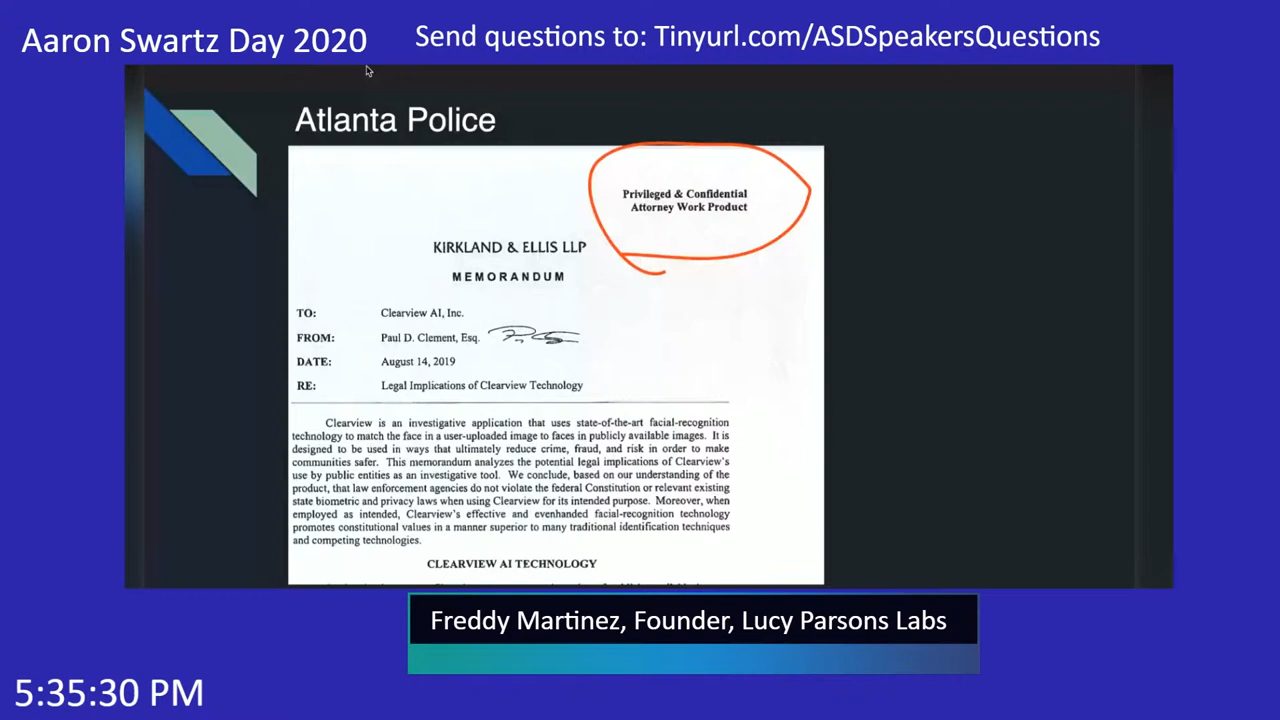 Aaron Swartz Day 2020
Send questions to: Tinyurl.com/ASDSpeakersQuestions
Atlanta Police
Privileged & Confidential
Attorney Work Product
KIRKLAND & ELLIS LLP
MEMORANDUM
TO: Clearview AI, Inc.
FROM: Paul D. Clement, Esq.
DATE: August 14, 2019
RE: Legal Implications of Clearview Technology
Clearview is an investigative application that uses state-of-the-art facial-recognition
technology to match the face in a user-uploaded image to faces in publicly available images. It is
designed to be used in ways that ultimately reduce crime, fraud, and risk in order to make
communities safer. This memorandum analyzes the potential legal implications of Clearview's
use by public entities as an investigative tool. We conclude, based on our understanding of the
product, that law enforcement agencies do not violate the federal Constitution or relevant existing
state biometric and privacy laws when using Clearview for its intended purpose. Moreover, when
employed as intended, Clearview's effective and evenhanded facial-recognition technology
promotes constitutional values in a manner superior to many traditional identification techniques
and competing technologies.
CLEARVIEW AI TECHNOLOGY
Freddy Martinez, Founder, Lucy Parsons Labs
5:35:30 PM